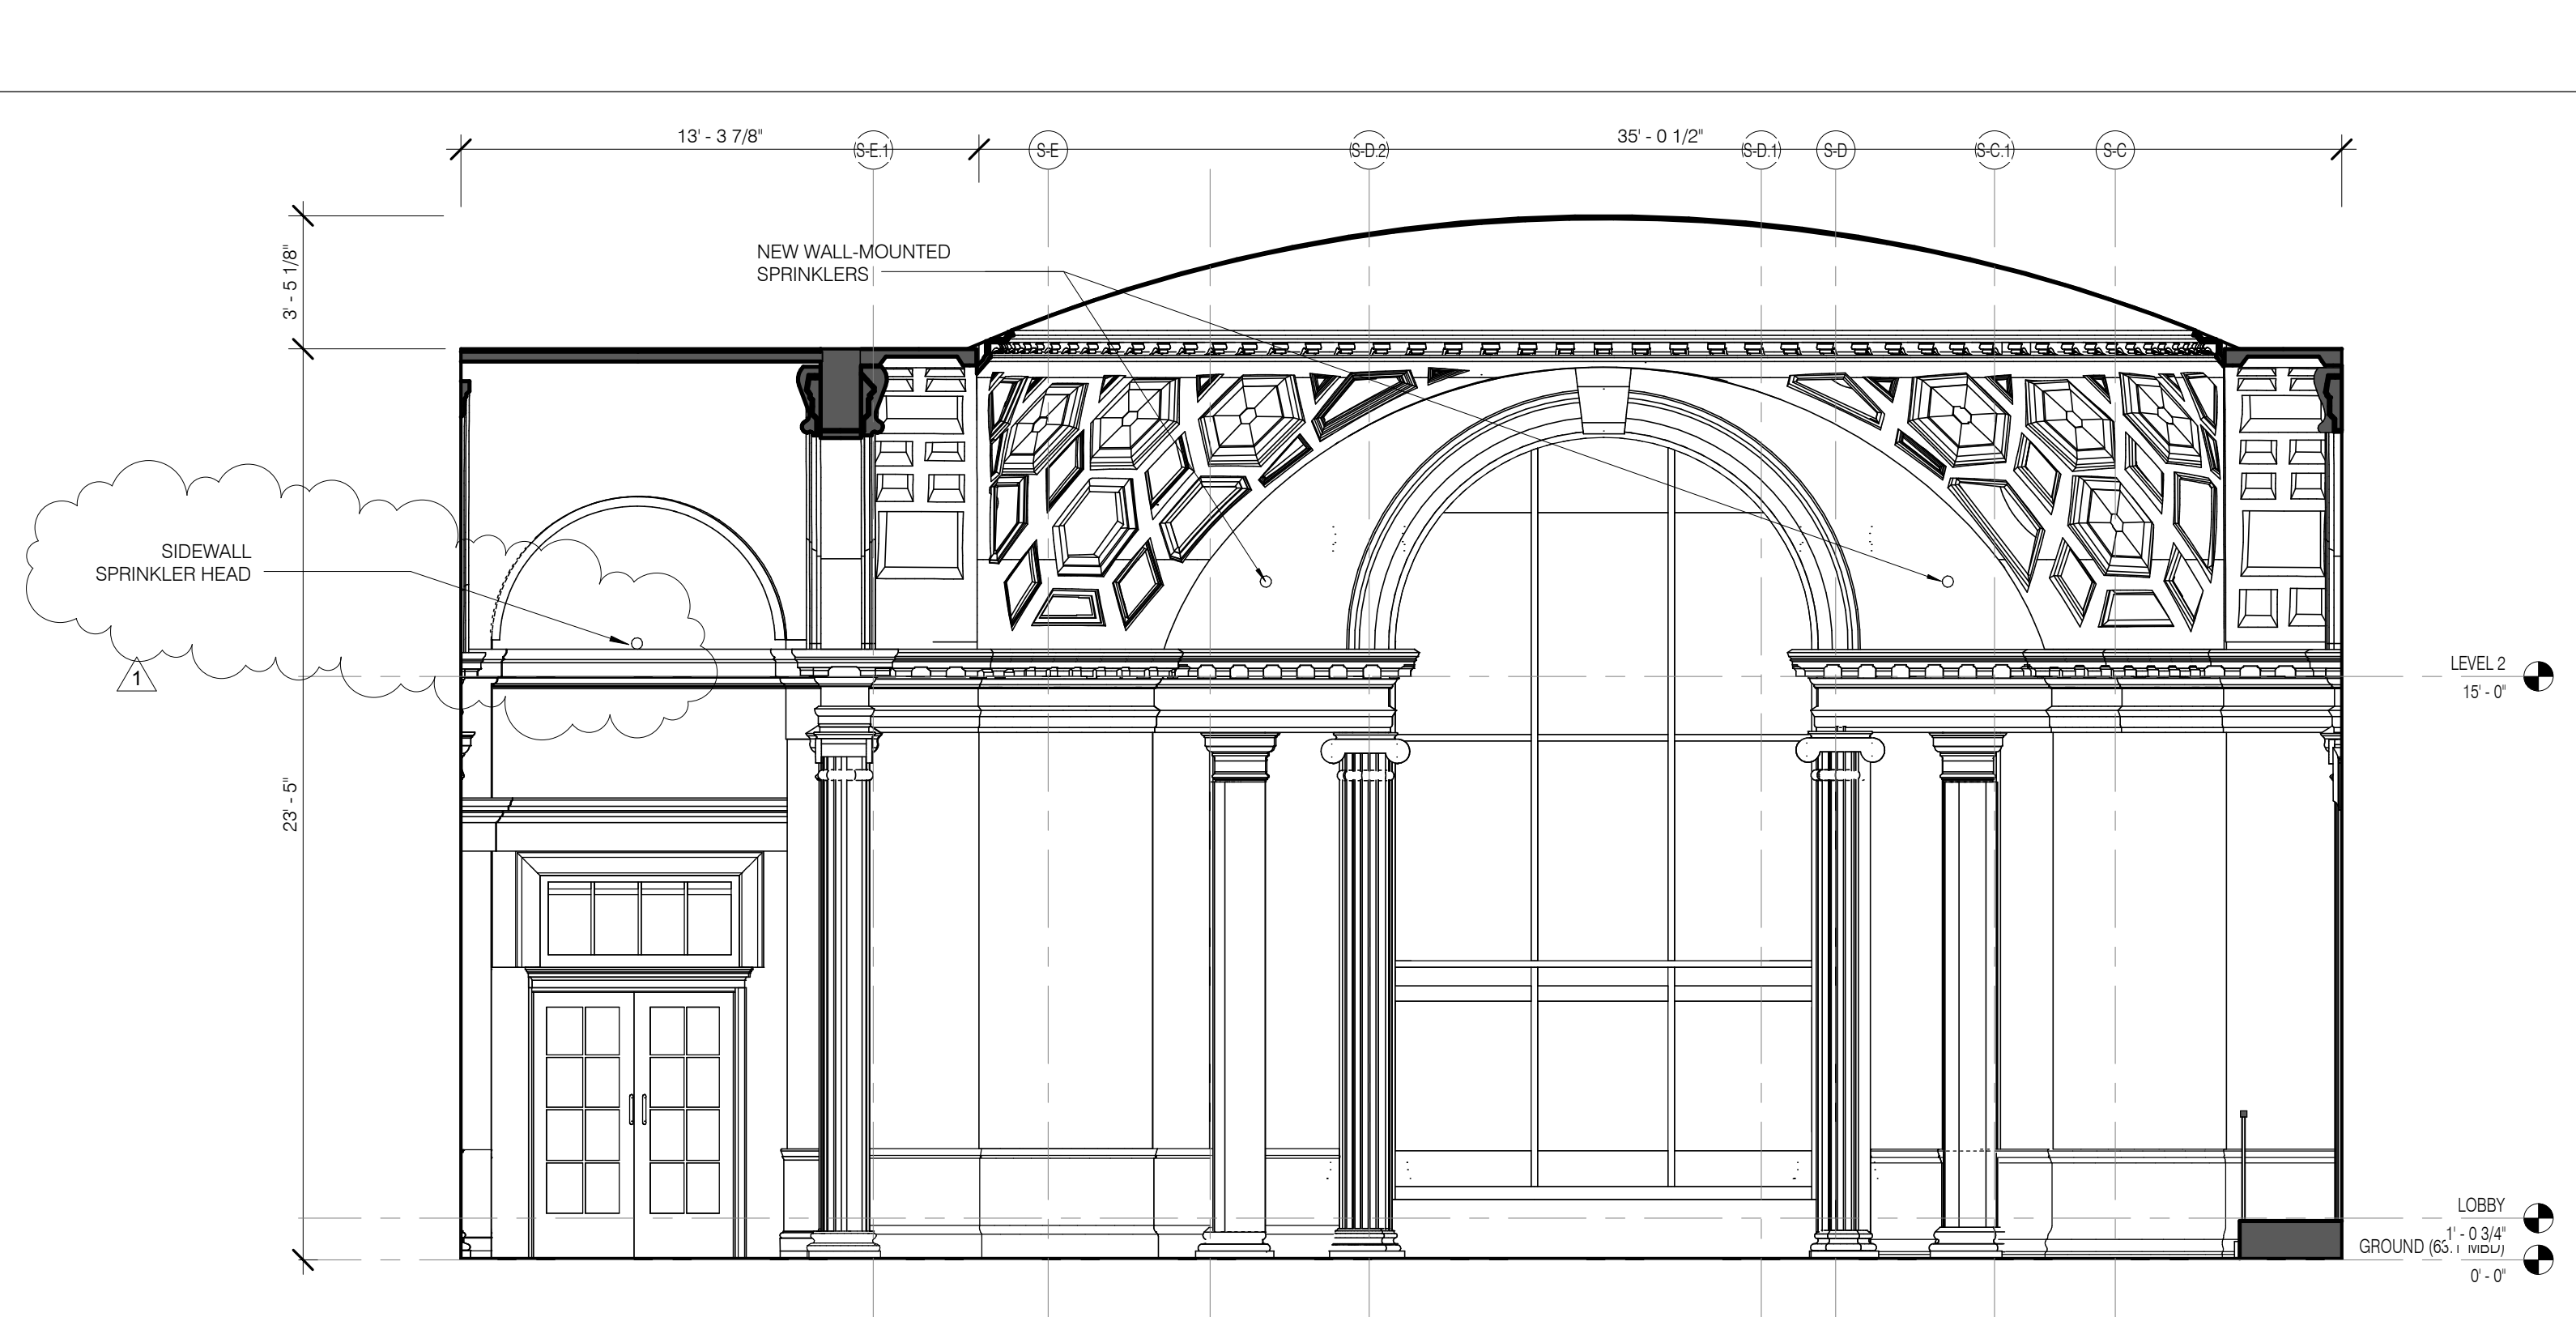 13' - 3 7/8"
35' - 0 1/2"
S-E.1
S-E
S-D.2
S-D.1
S-D
S-C.1
S-C
3' - 5 1/8"
NEW WALL-MOUNTED
SPRINKLERS
SIDEWALL
SPRINKLER HEAD
1
LEVEL 2
15' - 0"
23' - 5"
LOBBY
1' - 0 3/4"
GROUND
0' - 0"